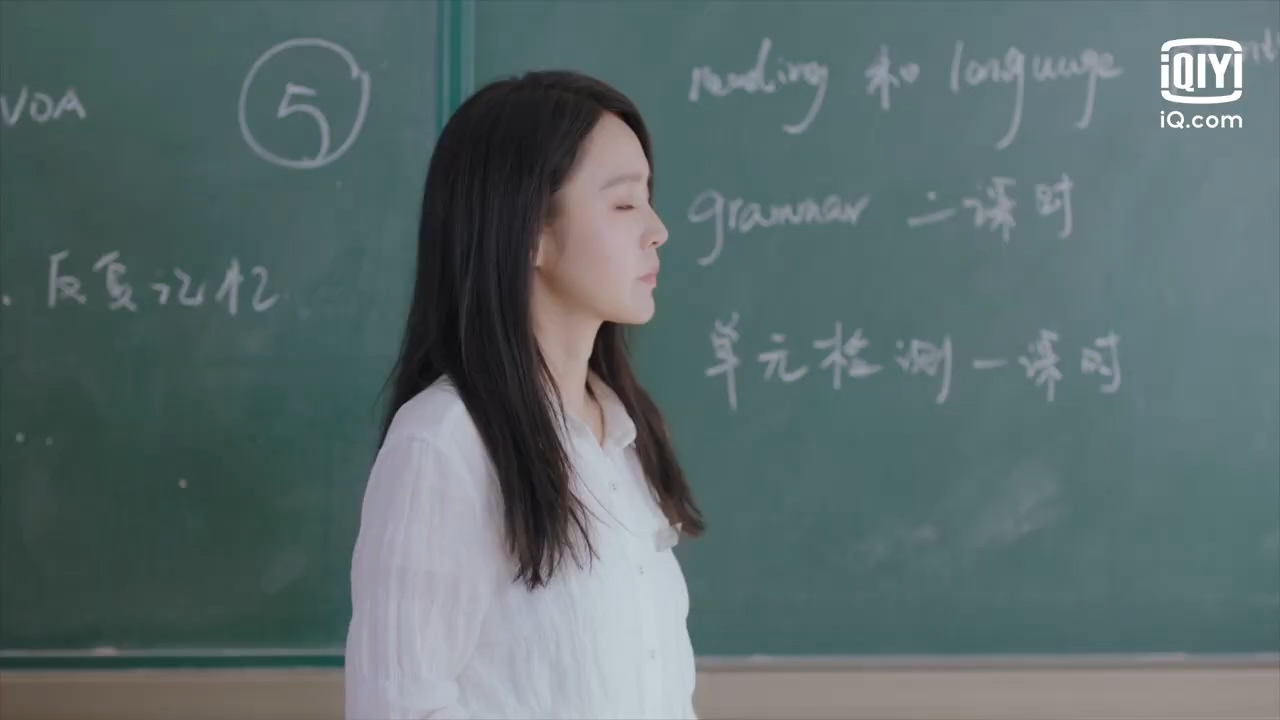 VOA
⑤
反复记忆
reading 和 language
grammar 二课时
单元检测一课时
iQIYI
iQ.com